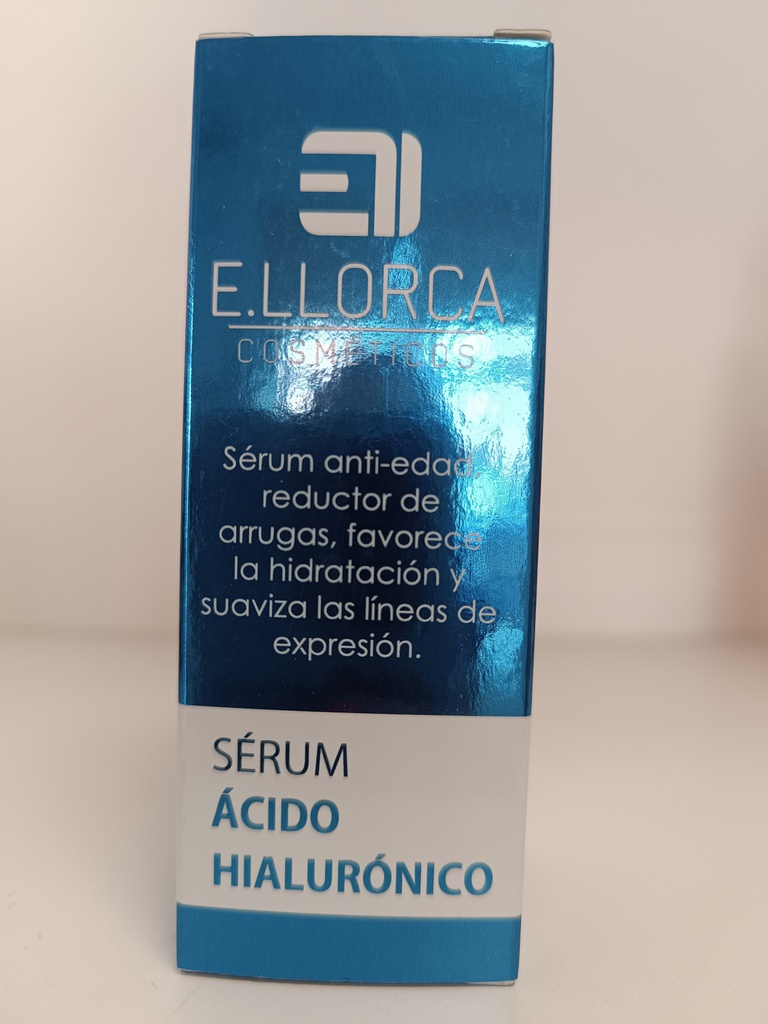 E.LLORCA
COSMÉTICOS
Sérum anti-edad,
reductor de
arrugas, favorece
la hidratación y
suaviza las líneas de
expresión.
SÉRUM
ÁCIDO
HIALURÓNICO